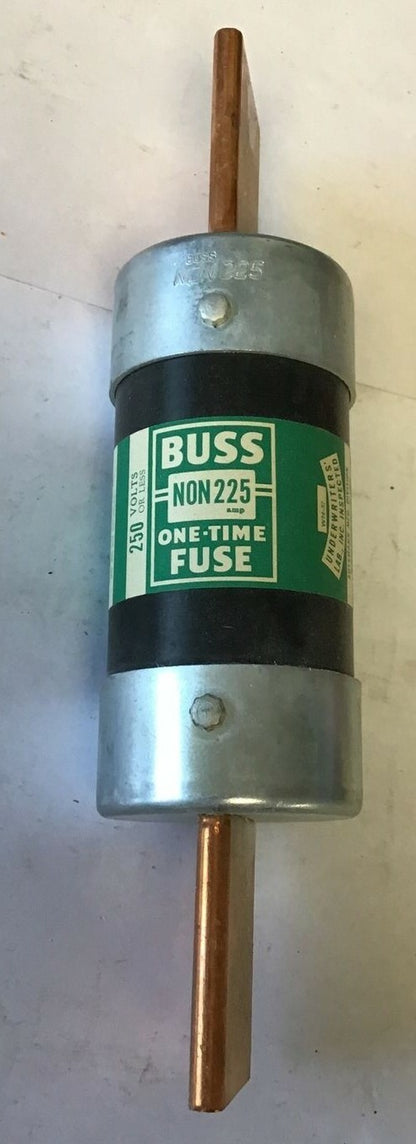 BUSS
NON 225
250 VOLTS
OR LESS
BUSS
NON 225
amp
ONE-TIME
FUSE
UNDERWRITERS'
LAB. INC. INSPECTED